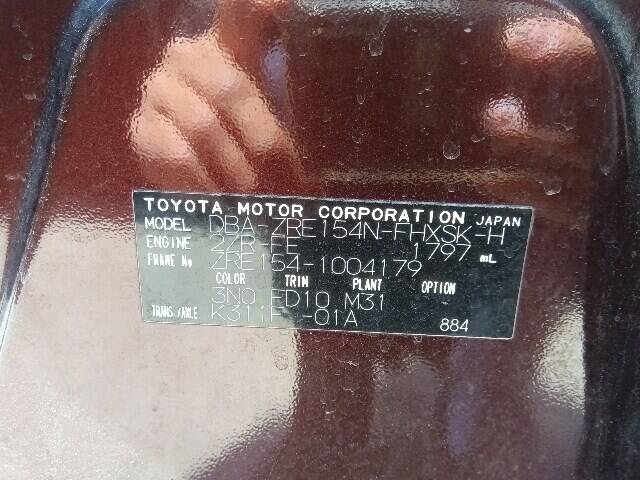 TOYOTA MOTOR CORPORATION JAPAN
MODEL DBA-ZRE154N-FHXSK-H
ENGINE 2ZR-FE 1797 mL
FRAME No ZRE154-1004179
COLOR TRIM PLANT OPTION
3N0 FD10 M31
TRANS/AXLE K311F -01A
884